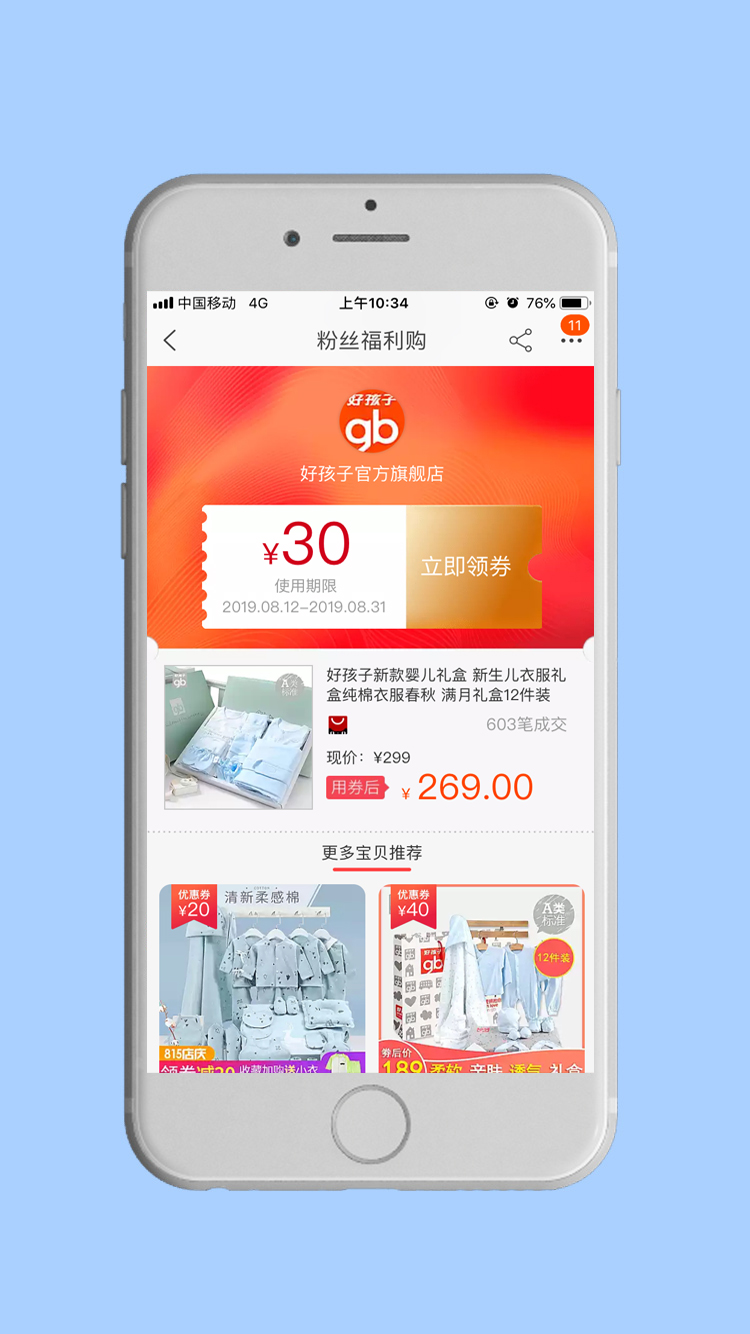 中国移动 4G 上午10:34 76%
粉丝福利购
11
好孩子
gb
好孩子官方旗舰店
¥30
使用期限
2019.08.12-2019.08.31
立即领券
gb
A类
标准
好孩子新款婴儿礼盒 新生儿衣服礼
盒纯棉衣服春秋 满月礼盒12件装
603笔成交
现价：¥299
用券后 ¥ 269.00
更多宝贝推荐
优惠券
¥20
清新柔感棉
815店庆
领券减20 收藏加购送小衣
优惠券
¥40
A类
标准
12件装
好孩子
gb
券后价
189 柔软 亲肤 透气 礼盒